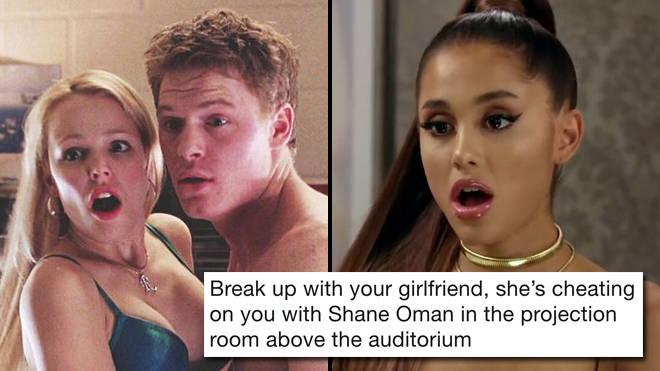 Break up with your girlfriend, she's cheating
on you with Shane Oman in the projection
room above the auditorium